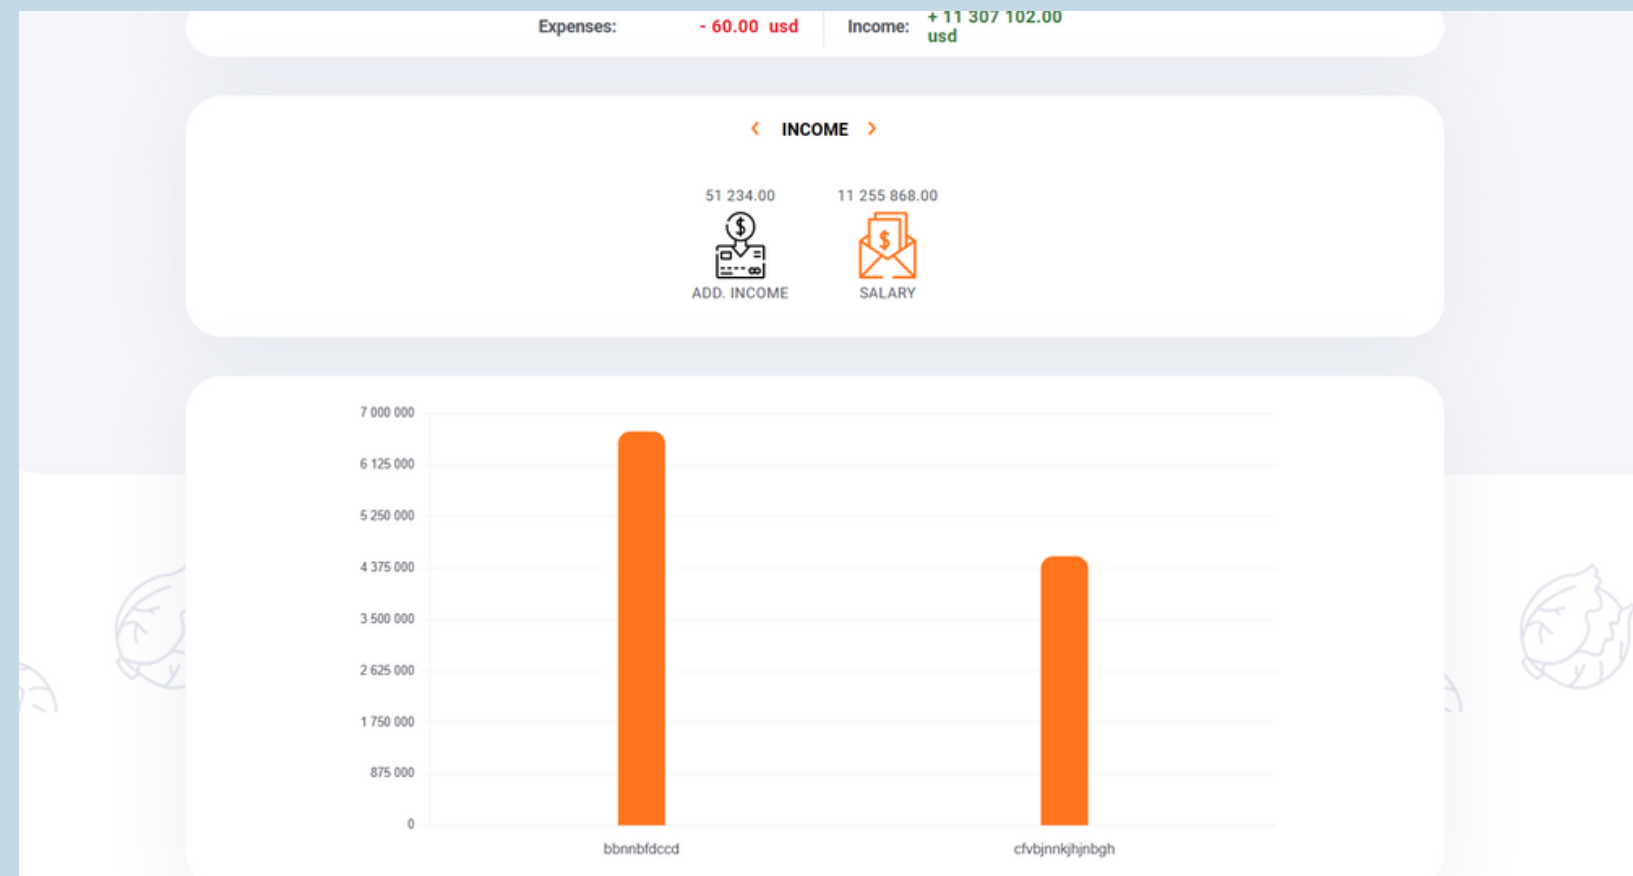 Expenses: - 60.00 usd Income: + 11 307 102.00
usd
INCOME
51 234.00 11 255 868.00
ADD. INCOME SALARY
7 000 000
6 125 000
5 250 000
4 375 000
3 500 000
2 625 000
1 750 000
875 000
0
bbnnbfdccd cfvbjnnkjhjnbgh